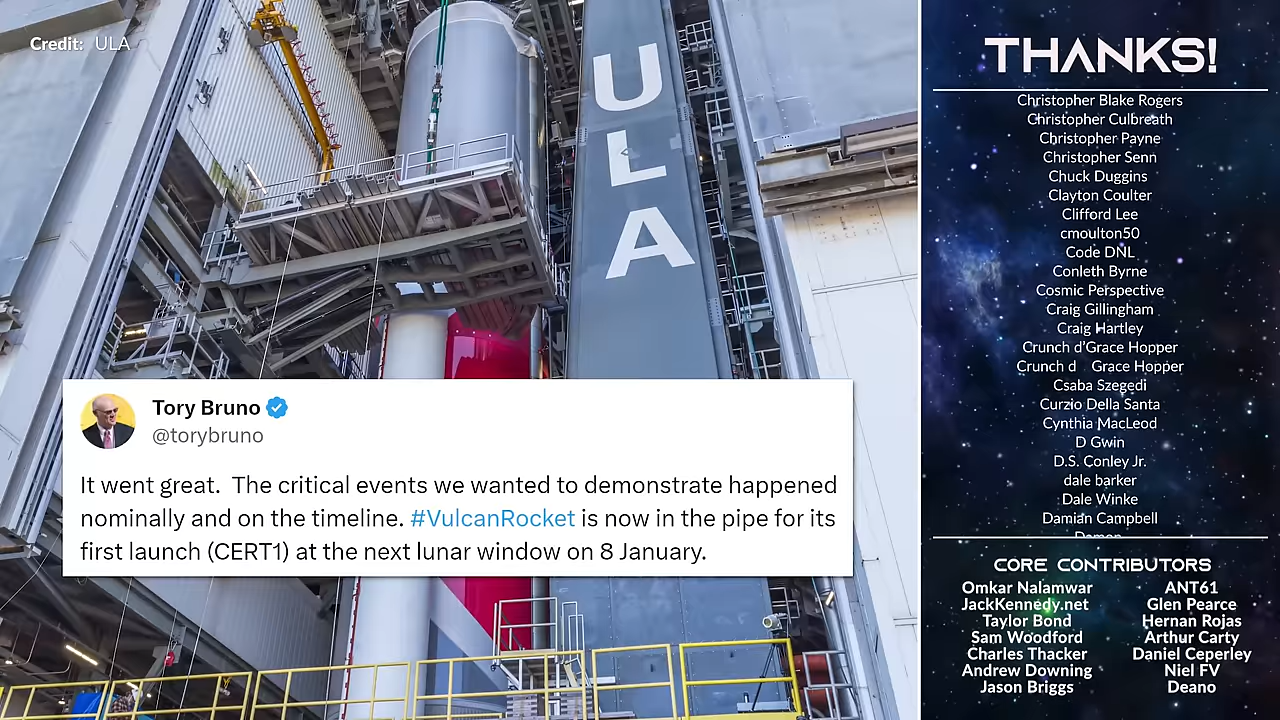 Credit: ULA
ULA
Tory Bruno
@torybruno
It went great. The critical events we wanted to demonstrate happened
nominally and on the timeline. #VulcanRocket is now in the pipe for its
first launch (CERT1) at the next lunar window on 8 January.
THANKS!
Christopher Blake Rogers
Christopher Culbreath
Christopher Payne
Christopher Senn
Chuck Duggins
Clayton Coulter
Clifford Lee
cmoulton50
Code DNL
Conleth Byrne
Cosmic Perspective
Craig Gillingham
Craig Hartley
Crunch d'Grace Hopper
Crunch d Grace Hopper
Csaba Szegedi
Curzio Della Santa
Cynthia MacLeod
D Gwin
D.S. Conley Jr.
dale barker
Dale Winke
Damian Campbell
Damon
CORE CONTRIBUTORS
Omkar Nalamwar
JackKennedy.net
Taylor Bond
Sam Woodford
Charles Thacker
Andrew Downing
Jason Briggs
ANT61
Glen Pearce
Hernan Rojas
Arthur Carty
Daniel Ceperley
Niel FV
Deano